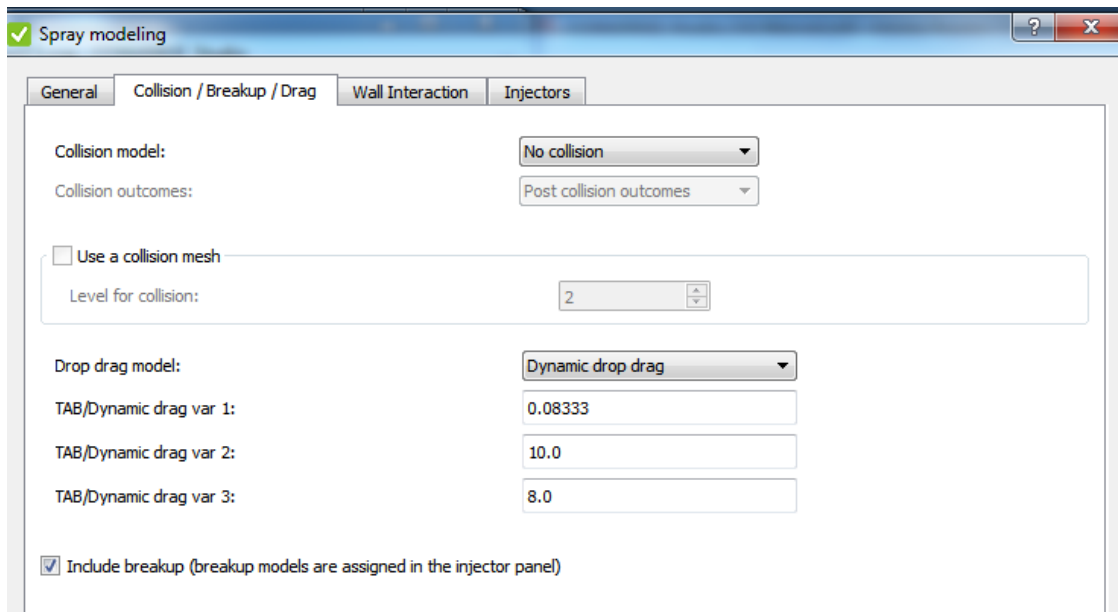 Spray modeling
General Collision / Breakup / Drag Wall Interaction Injectors
Collision model: No collision
Collision outcomes: Post collision outcomes
Use a collision mesh
Level for collision: 2
Drop drag model: Dynamic drop drag
TAB/Dynamic drag var 1: 0.08333
TAB/Dynamic drag var 2: 10.0
TAB/Dynamic drag var 3: 8.0
Include breakup (breakup models are assigned in the injector panel)